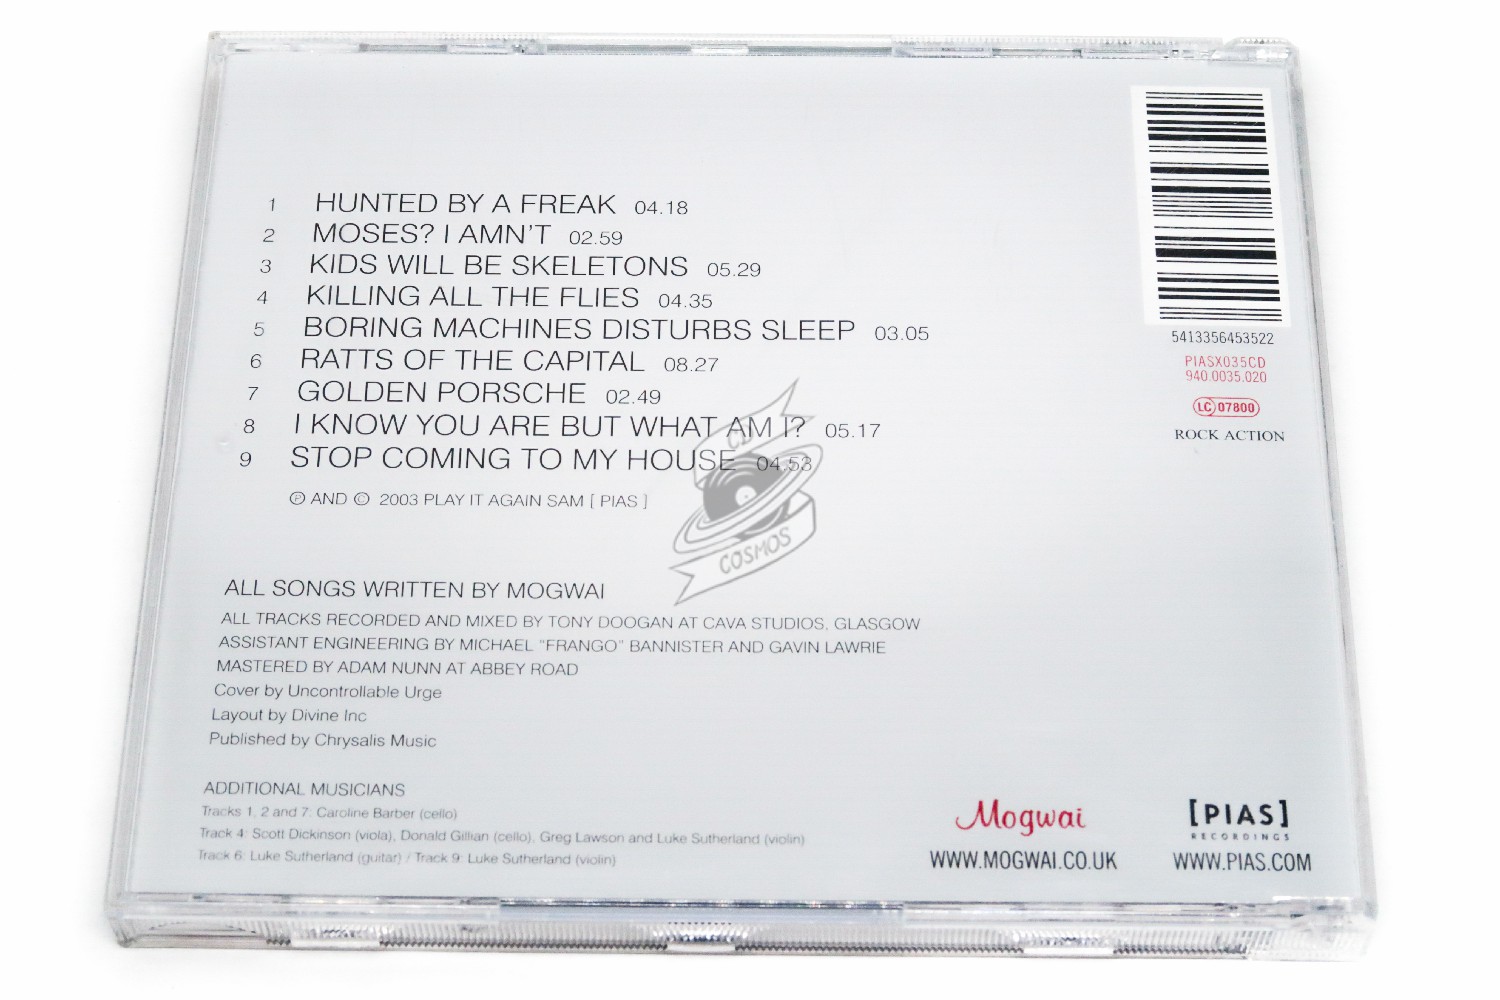 1 HUNTED BY A FREAK 04.18
2 MOSES? I AMN'T 02.59
3 KIDS WILL BE SKELETONS 05.29
4 KILLING ALL THE FLIES 04.35
5 BORING MACHINES DISTURBS SLEEP 03.05
6 RATTS OF THE CAPITAL 08.27
7 GOLDEN PORSCHE 02.49
8 I KNOW YOU ARE BUT WHAT AM I? 05.17
9 STOP COMING TO MY HOUSE 04.53
℗ AND © 2003 PLAY IT AGAIN SAM [ PIAS ]
CD
COSMOS
5413356453522
PIASX035CD
940.0035.020
LC 07800
ROCK ACTION
ALL SONGS WRITTEN BY MOGWAI
ALL TRACKS RECORDED AND MIXED BY TONY DOOGAN AT CAVA STUDIOS, GLASGOW
ASSISTANT ENGINEERING BY MICHAEL "FRANGO" BANNISTER AND GAVIN LAWRIE
MASTERED BY ADAM NUNN AT ABBEY ROAD
Cover by Uncontrollable Urge
Layout by Divine Inc
Published by Chrysalis Music
ADDITIONAL MUSICIANS
Tracks 1, 2 and 7: Caroline Barber (cello)
Track 4: Scott Dickinson (viola), Donald Gillian (cello), Greg Lawson and Luke Sutherland (violin)
Track 6: Luke Sutherland (guitar) / Track 9: Luke Sutherland (violin)
Mogwai
WWW.MOGWAI.CO.UK
[PIAS]
RECORDINGS
WWW.PIAS.COM